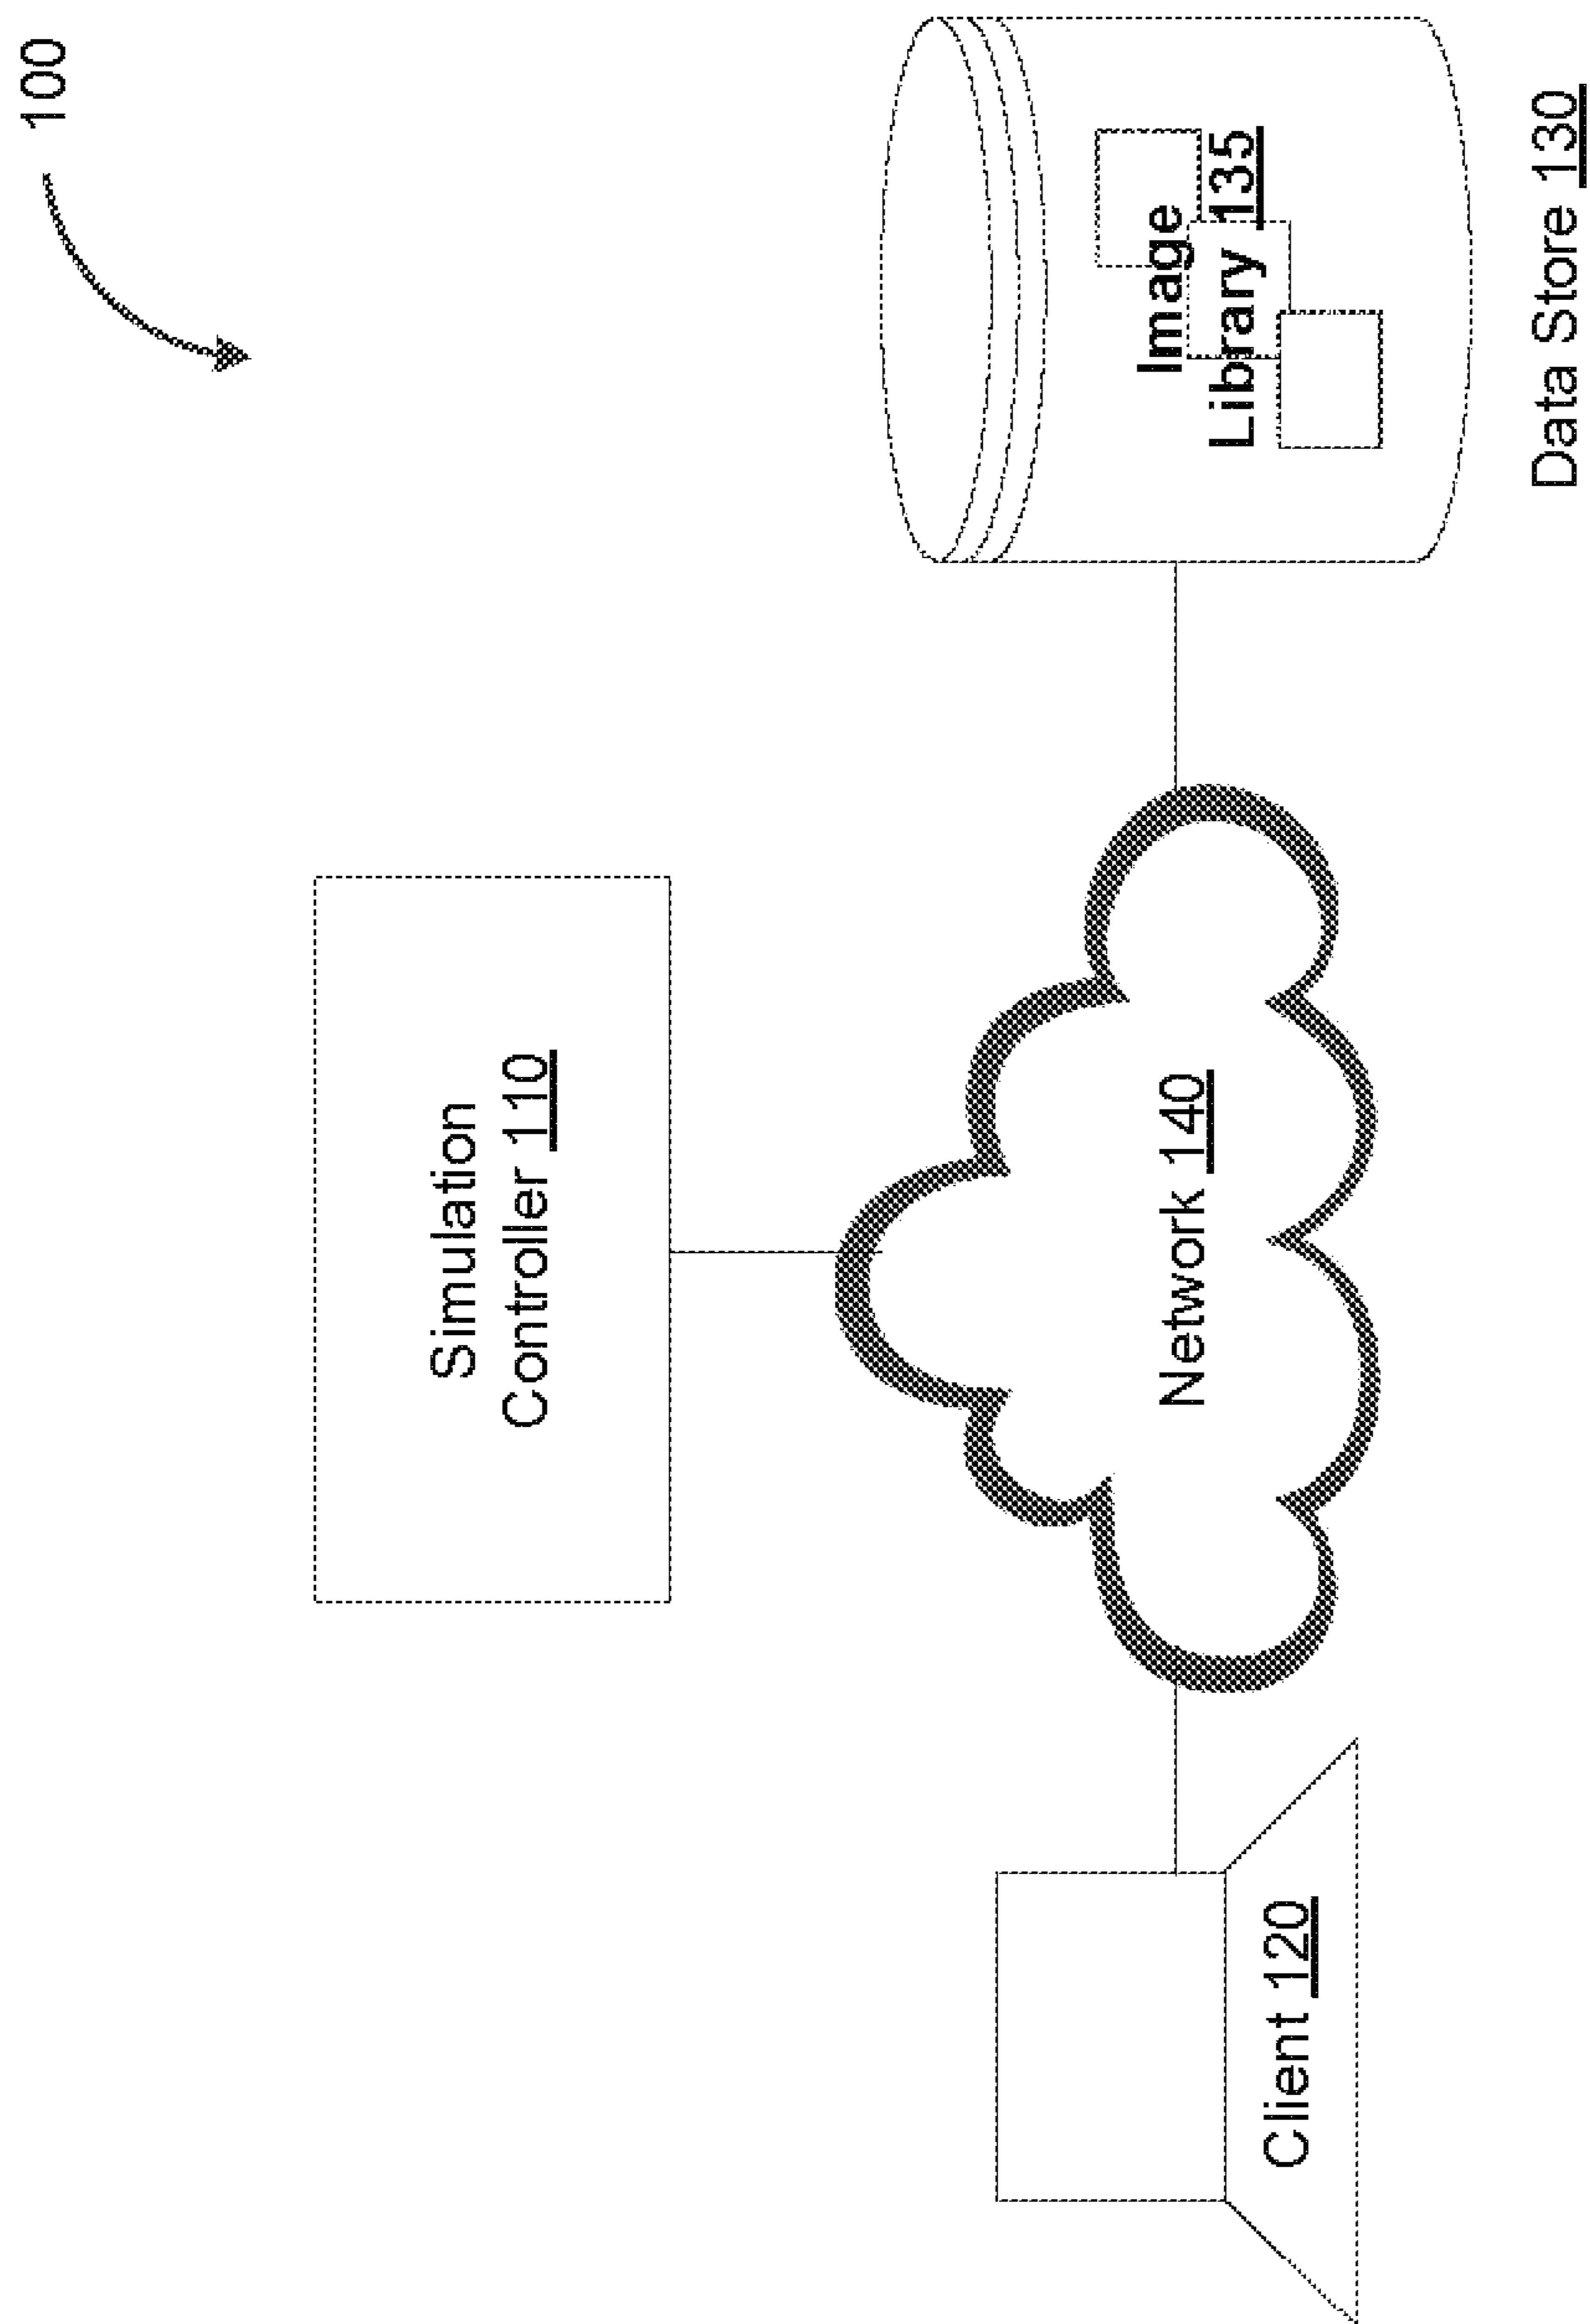 100
Simulation
Controller 110
Network 140
Client 120
Image
Library 135
Data Store 130